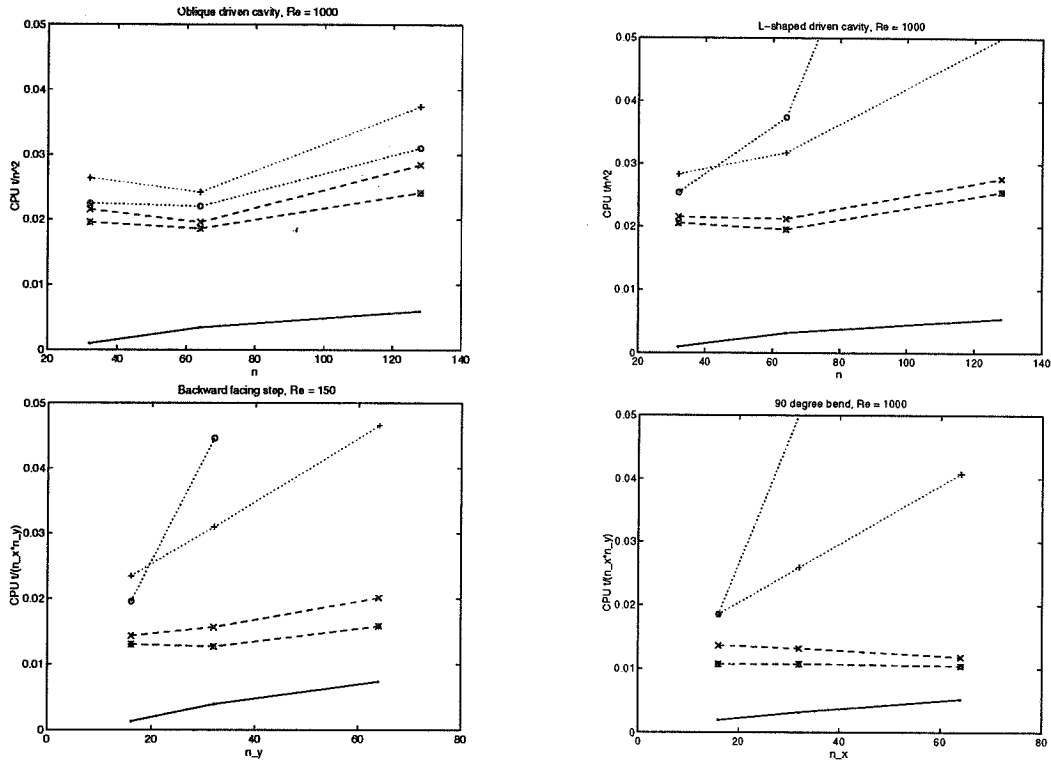 Oblique driven cavity, Re = 1000
0.05
0.04
0.03
0.02
0.01
0
CPU t/n^2
20 40 60 80 100 120 140
n
L-shaped driven cavity, Re = 1000
0.05
0.04
0.03
0.02
0.01
0
CPU t/n^2
20 40 60 80 100 120 140
n
Backward facing step, Re = 150
0.05
0.04
0.03
0.02
0.01
0
CPU t/(n_x*n_y)
0 20 40 60 80
n_y
90 degree bend, Re = 1000
0.05
0.04
0.03
0.02
0.01
0
CPU t/(n_x*n_y)
0 20 40 60 80
n_x